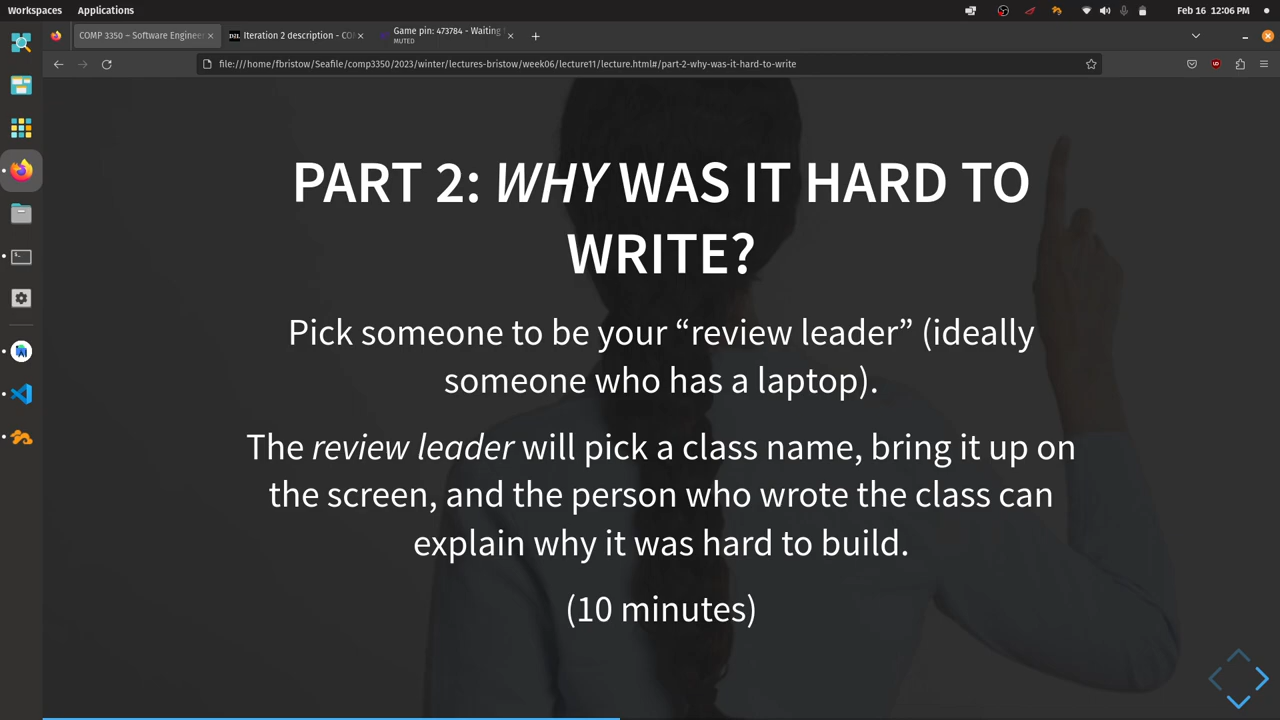 Workspaces Applications Feb 16 12:06 PM
COMP 3350 – Software Enginee
Iteration 2 description - CO
Game pin: 473784 - Waiting
MUTED
file:///home/fbristow/Seafile/comp3350/2023/winter/lectures-bristow/week06/lecture11/lecture.html#/part-2-why-was-it-hard-to-write
PART 2: WHY WAS IT HARD TO
WRITE?
Pick someone to be your “review leader” (ideally
someone who has a laptop).
The review leader will pick a class name, bring it up on
the screen, and the person who wrote the class can
explain why it was hard to build.
(10 minutes)